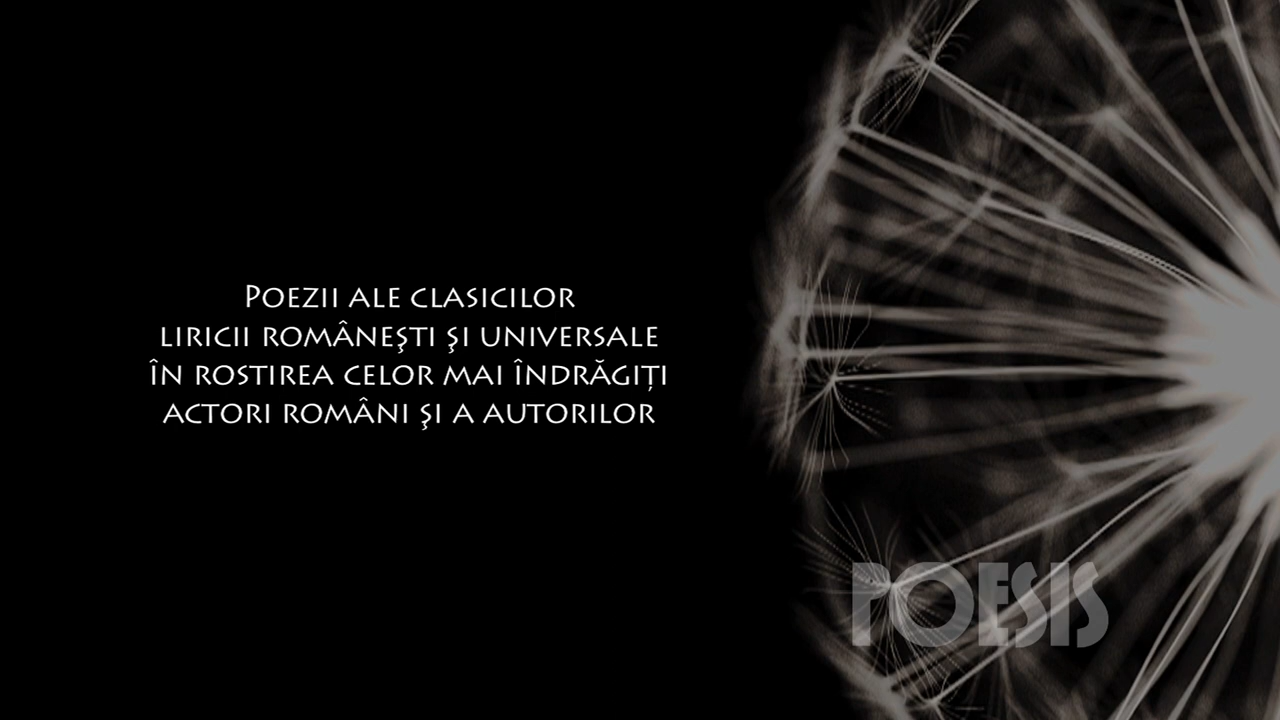 Poezii ale clasicilor
liricii româneşti şi universale
în rostirea celor mai îndrăgiți
actori români şi a autorilor
POESIS